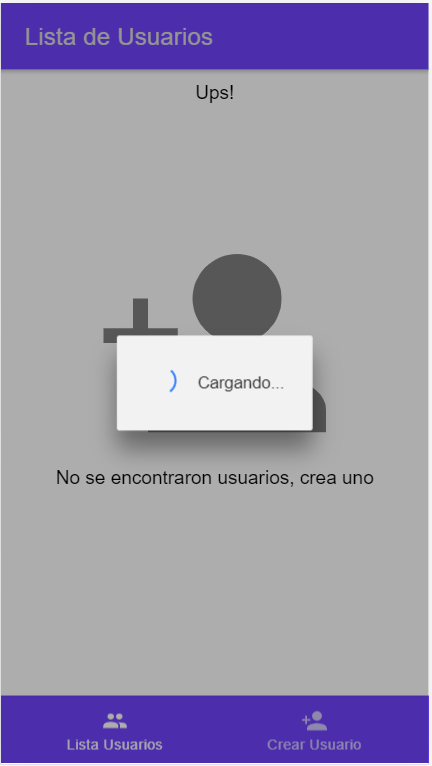 Lista de Usuarios
Ups!
Cargando...
No se encontraron usuarios, crea uno
Lista Usuarios
Crear Usuario